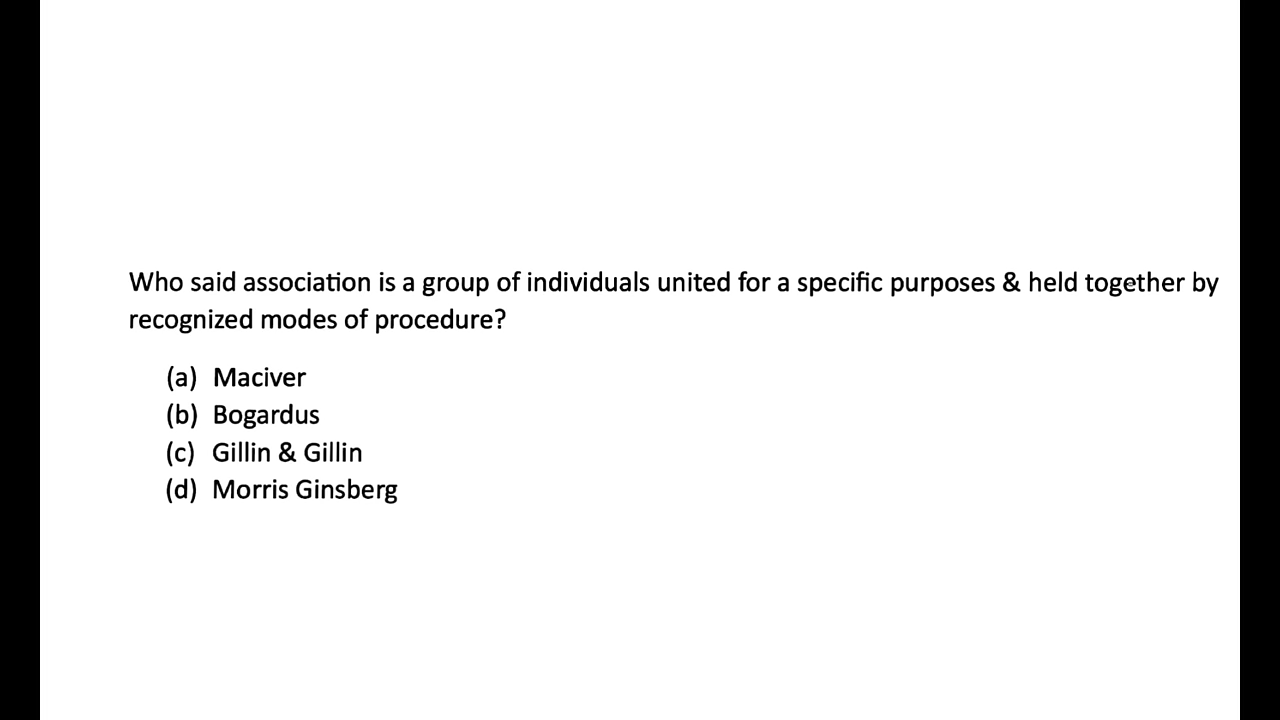 Who said association is a group of individuals united for a specific purposes & held together by
recognized modes of procedure?
(a) Maciver
(b) Bogardus
(c) Gillin & Gillin
(d) Morris Ginsberg